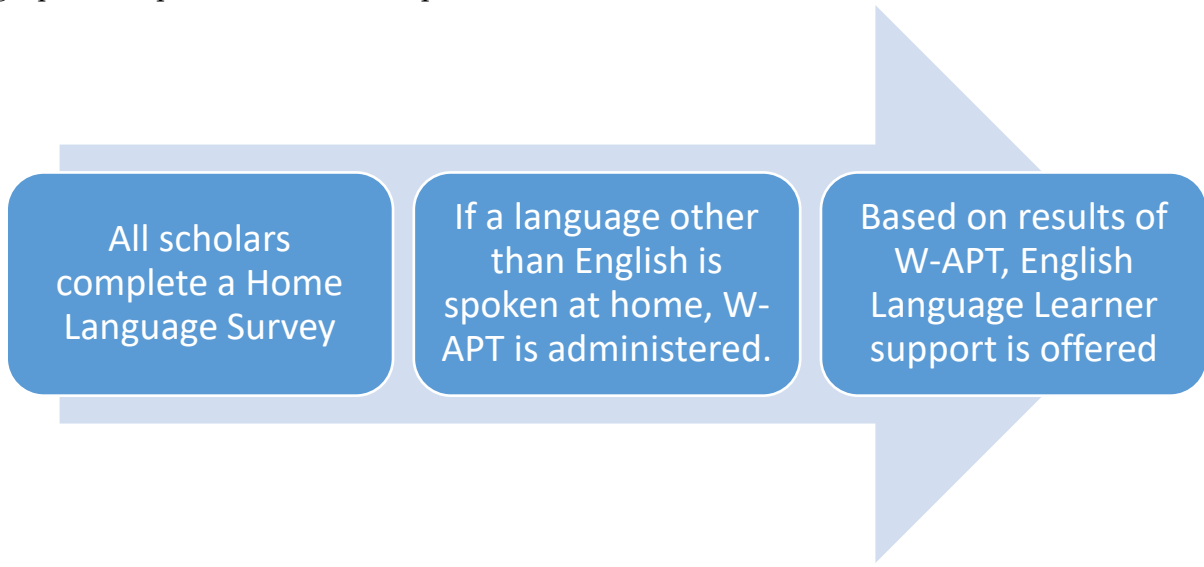 All scholars
complete a Home
Language Survey
If a language other
than English is
spoken at home, W-
APT is administered.
Based on results of
W-APT, English
Language Learner
support is offered